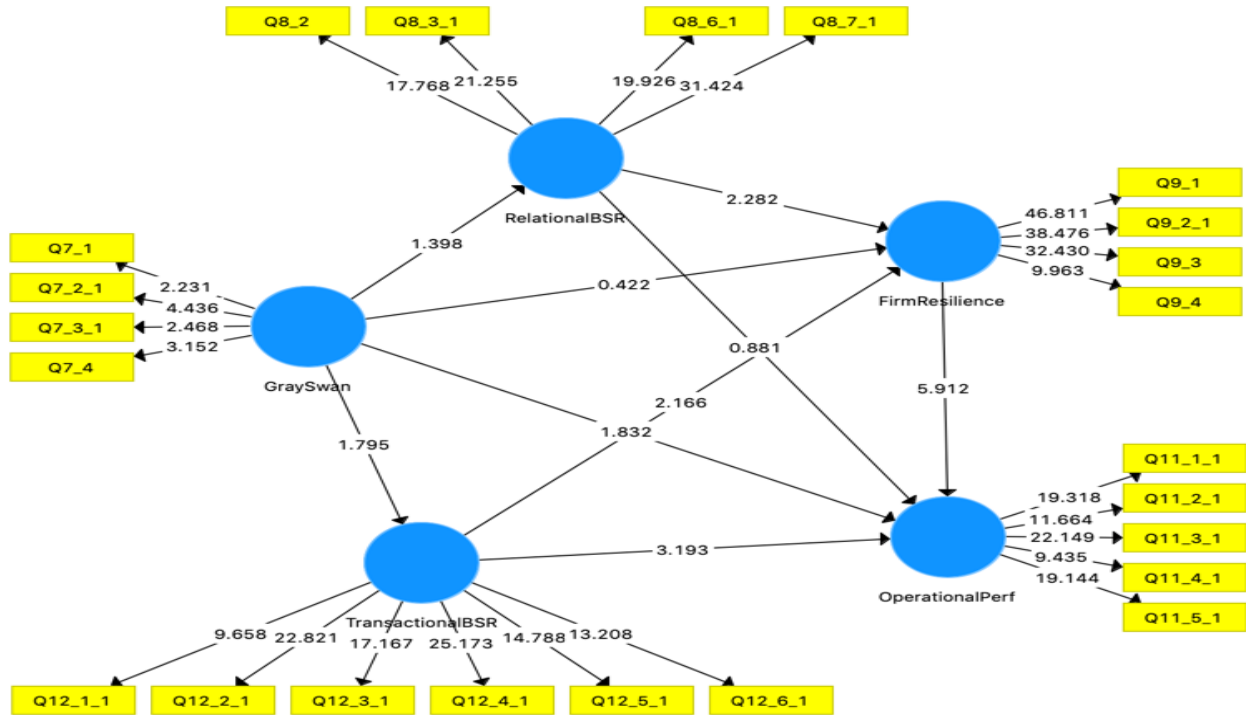 Q8_2
Q8_3_1
Q8_6_1
Q8_7_1
17.768
21.255
19.926
31.424
RelationalBSR
2.282
Q9_1
Q9_2_1
Q9_3
Q9_4
46.811
38.476
32.430
9.963
FirmResilience
Q7_1
Q7_2_1
Q7_3_1
Q7_4
2.231
4.436
2.468
3.152
GraySwan
1.398
0.422
0.881
2.166
1.832
5.912
1.795
3.193
Q11_1_1
Q11_2_1
Q11_3_1
Q11_4_1
Q11_5_1
19.318
11.664
22.149
9.435
19.144
OperationalPerf
TransactionalBSR
9.658
22.821
17.167
25.173
14.788
13.208
Q12_1_1
Q12_2_1
Q12_3_1
Q12_4_1
Q12_5_1
Q12_6_1